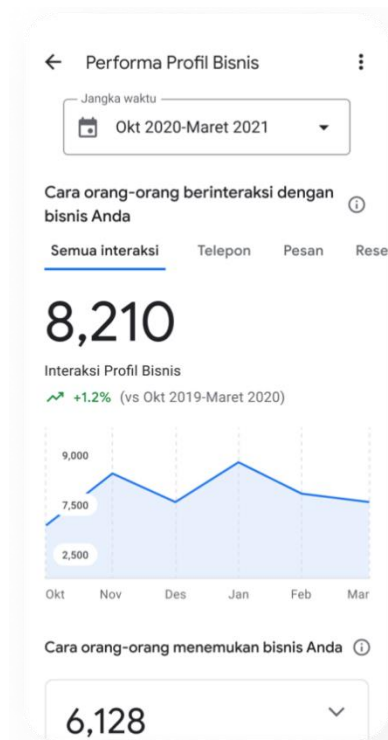 Performa Profil Bisnis
Jangka waktu
Okt 2020-Maret 2021
Cara orang-orang berinteraksi dengan
bisnis Anda
Semua interaksi Telepon Pesan Rese
8,210
Interaksi Profil Bisnis
+1.2% (vs Okt 2019-Maret 2020)
9,000
7,500
2,500
Okt Nov Des Jan Feb Mar
Cara orang-orang menemukan bisnis Anda
6,128